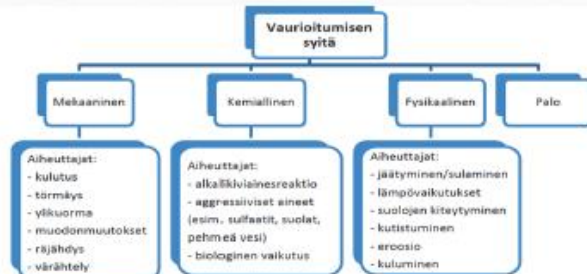 Vaurioitumisen
syitä
Mekaaninen
Kemiallinen
Fysikaalinen
Palo
Aiheuttajat:
- kulutus
- törmäys
- ylikuorma
- muodonmuutokset
- räjähdys
- värähtely
Aiheuttajat:
- alkalikiviainesreaktio
- aggressiiviset aineet
(esim. sulfaatit, suolat,
pehmeä vesi)
- biologinen vaikutus
Aiheuttajat:
- jäätyminen/sulaminen
- lämpövaikutukset
- suolojen kiteytyminen
- kutistuminen
- eroosio
- kuluminen